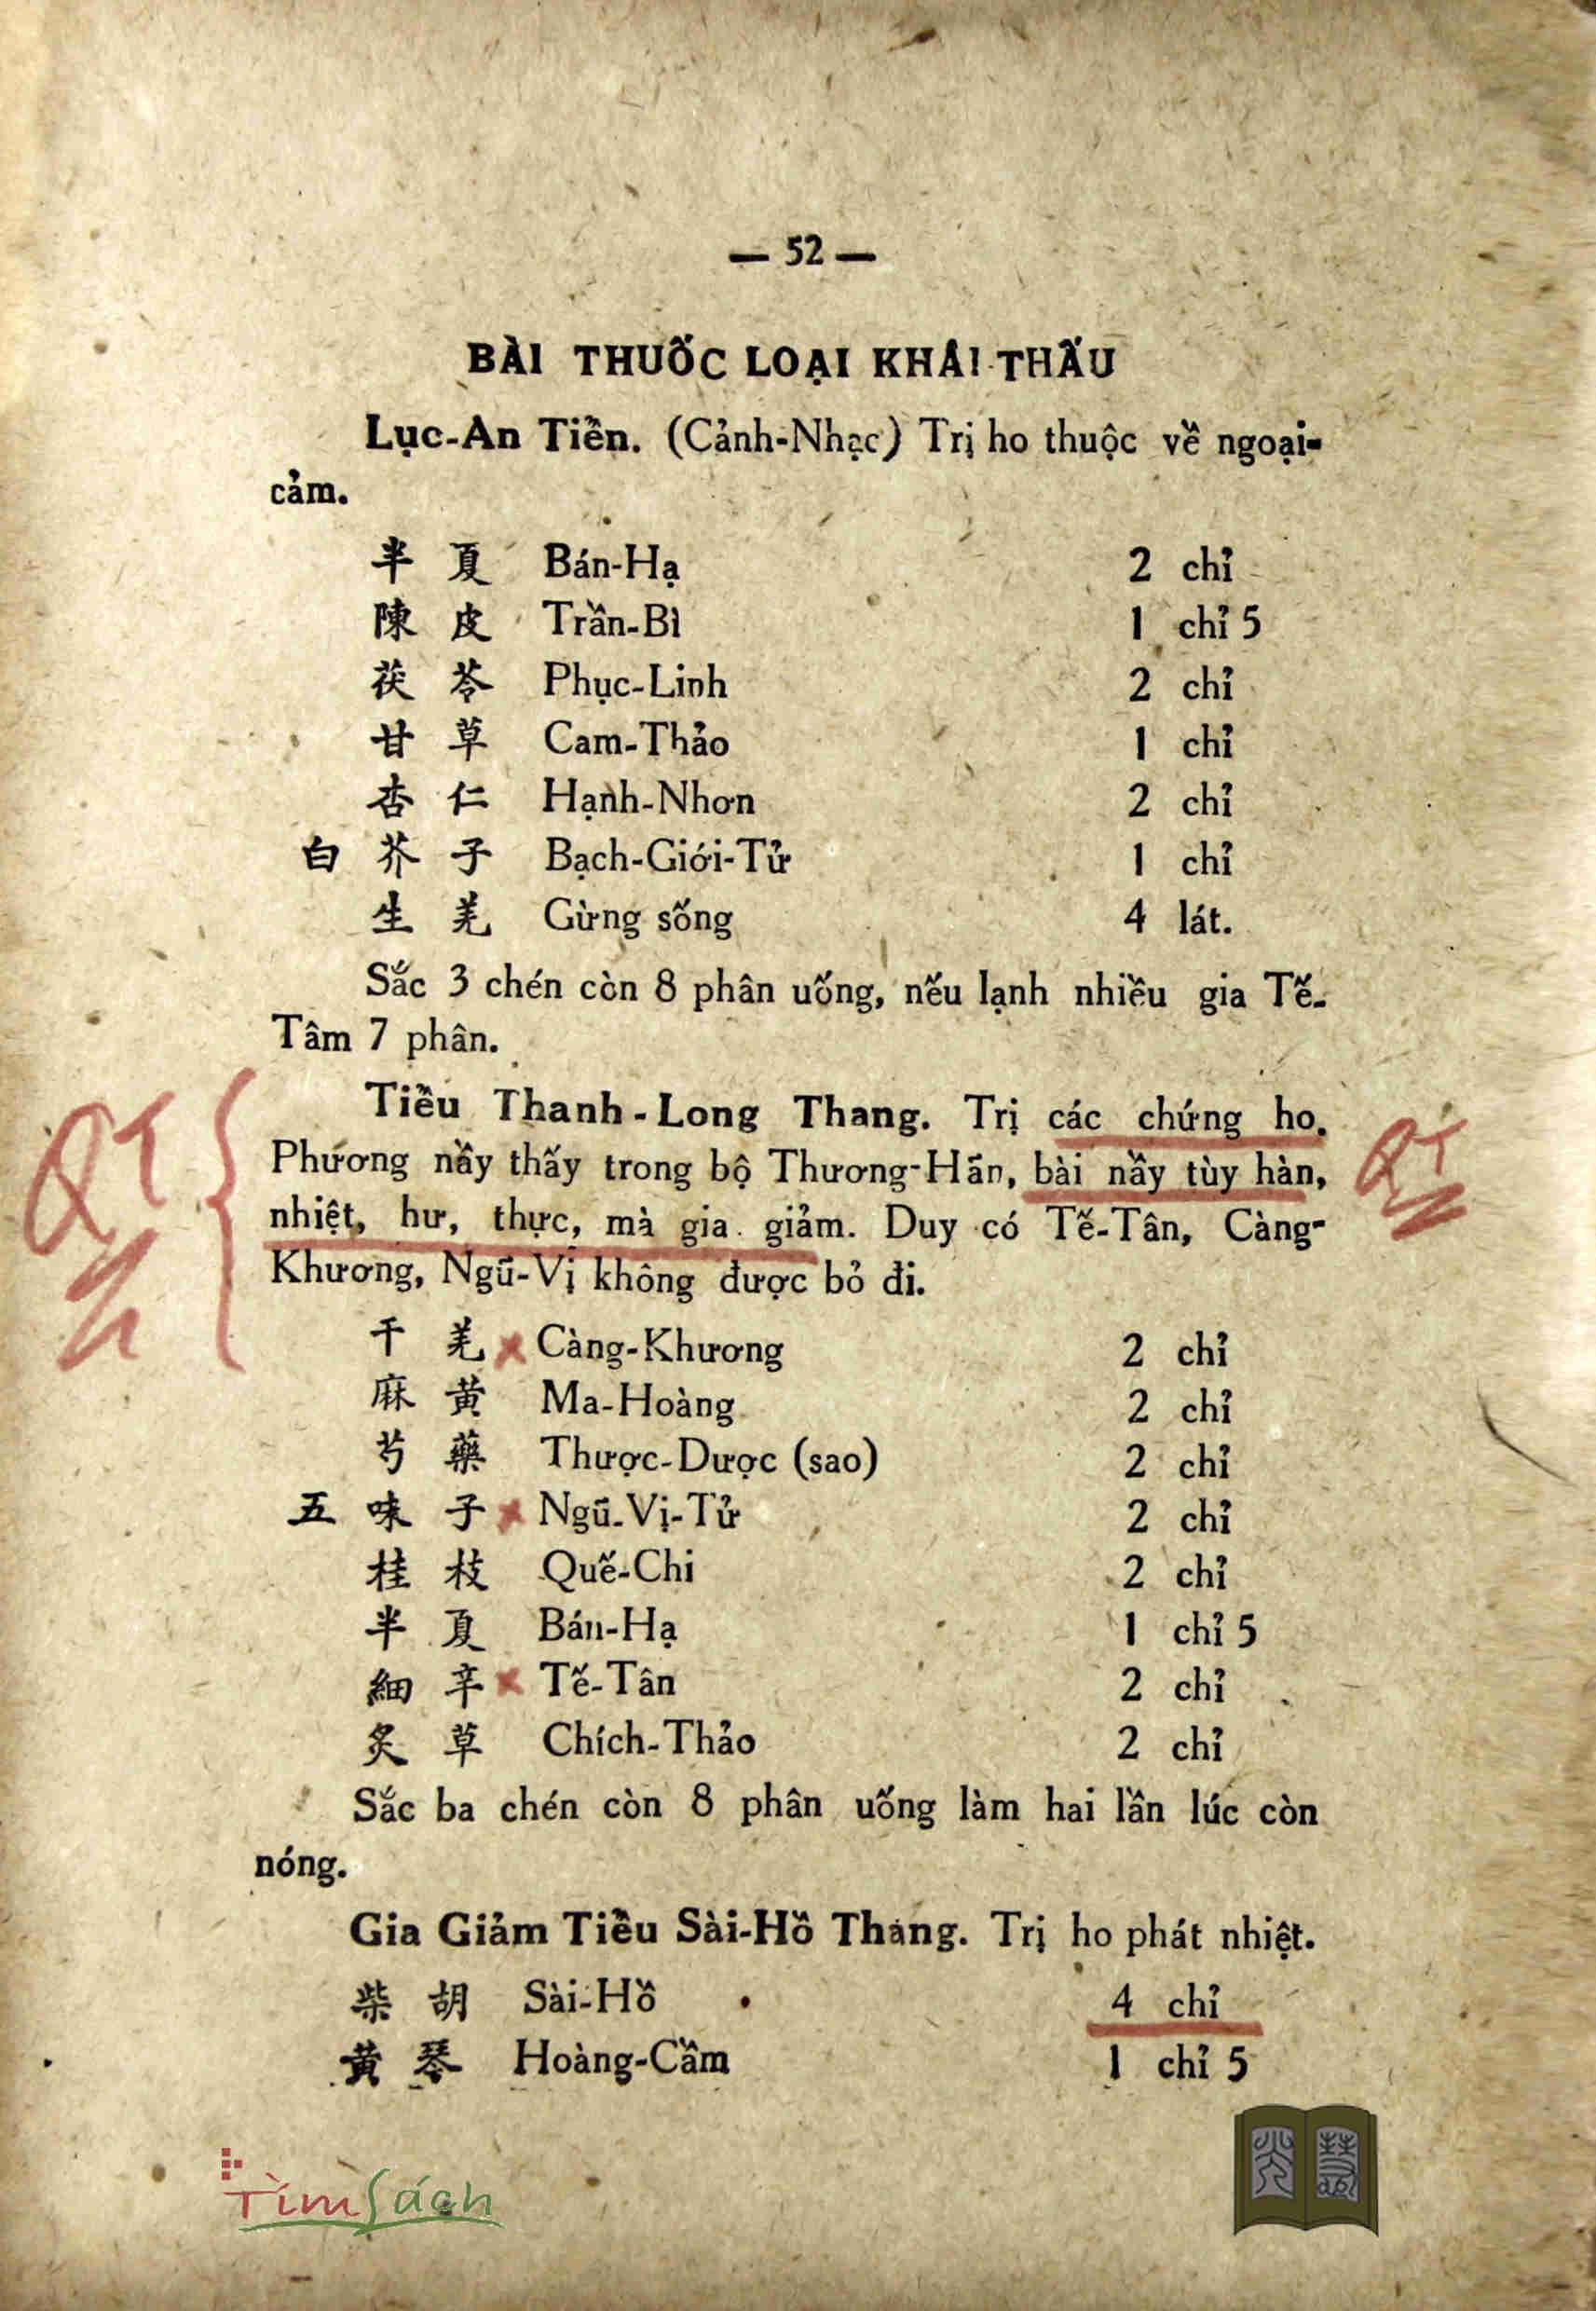 — 52 —
BÀI THUỐC LOẠI KHÁI THẤU
Lục-An Tiền. (Cảnh-Nhạc) Trị ho thuộc về ngoại-
cảm.
半 夏 Bán-Hạ 2 chỉ
陳 皮 Trần-Bì 1 chỉ 5
茯 苓 Phục-Linh 2 chỉ
甘 草 Cam-Thảo 1 chỉ
杏 仁 Hạnh-Nhơn 2 chỉ
白 芥 子 Bạch-Giới-Tử 1 chỉ
生 羌 Gừng sống 4 lát.
Sắc 3 chén còn 8 phân uống, nếu lạnh nhiều gia Tế-
Tâm 7 phân.
Tiều Thanh-Long Thang. Trị các chứng ho.
Phương nầy thấy trong bộ Thương-Hãn, bài nầy tùy hàn,
nhiệt, hư, thực, mà gia giảm. Duy có Tế-Tân, Càng-
Khương, Ngũ-Vị không được bỏ đi.
QT
QT
干 羌 x Càng-Khương 2 chỉ
麻 黄 Ma-Hoàng 2 chỉ
芍 藥 Thược-Dược (sao) 2 chỉ
五 味 子 x Ngũ-Vị-Tử 2 chỉ
桂 枝 Quế-Chi 2 chỉ
半 夏 Bán-Hạ 1 chỉ 5
細 辛 x Tế-Tân 2 chỉ
炙 草 Chích-Thảo 2 chỉ
Sắc ba chén còn 8 phân uống làm hai lần lúc còn
nóng.
Gia Giảm Tiều Sài-Hồ Thang. Trị ho phát nhiệt.
柴 胡 Sài-Hồ 4 chỉ
黄 琴 Hoàng-Cầm 1 chỉ 5
TìmSách